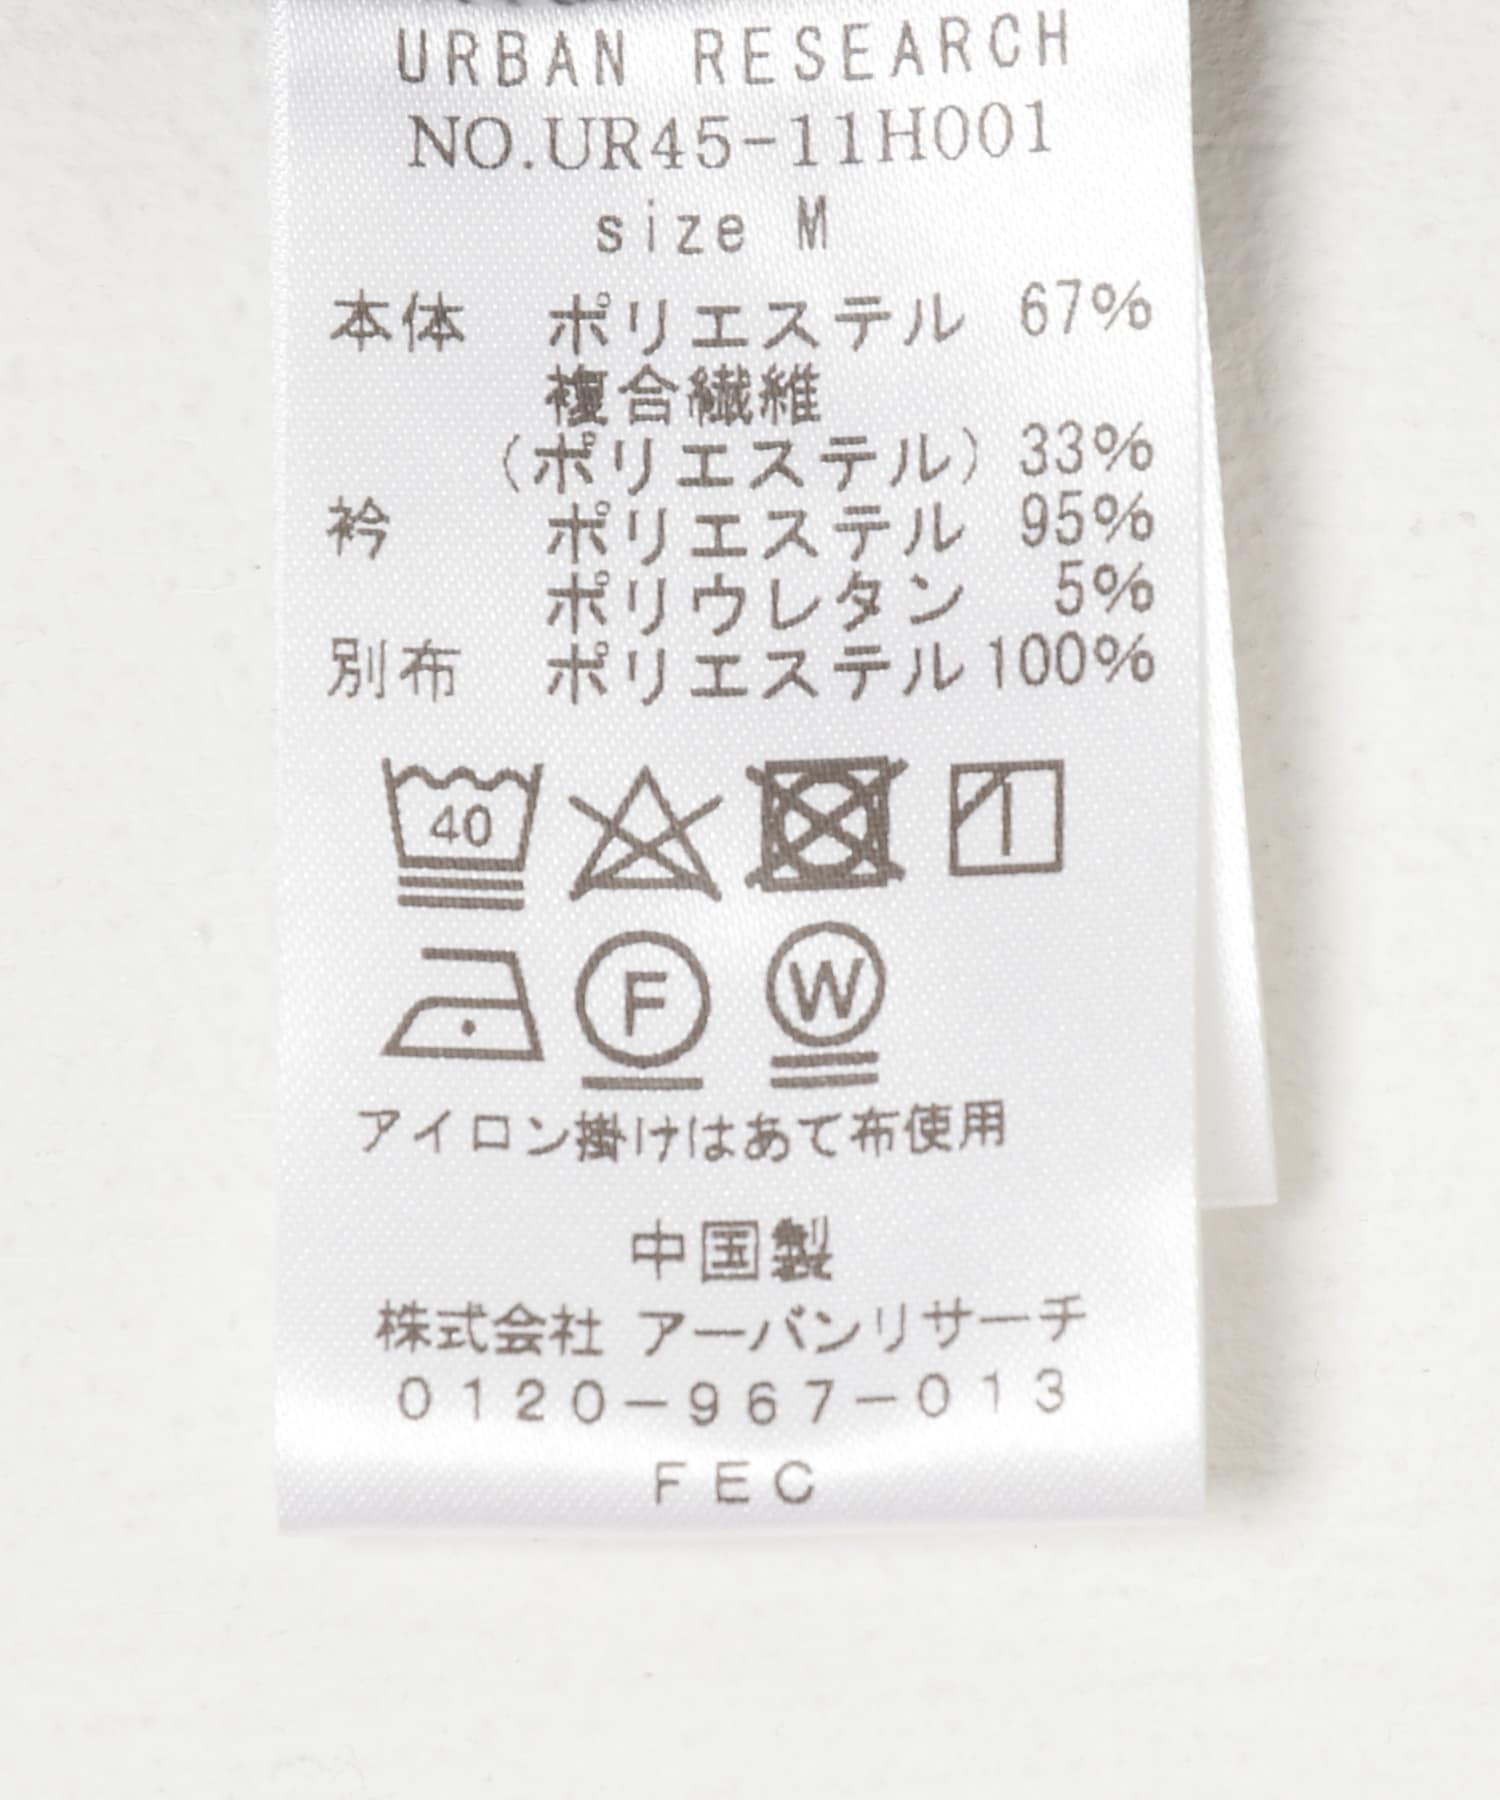 URBAN RESEARCH
NO.UR45-11H001
size M
本体 ポリエステル 67%
複合繊維
(ポリエステル) 33%
衿 ポリエステル 95%
ポリウレタン 5%
別布 ポリエステル 100%
40
F W
アイロン掛けはあて布使用
中国製
株式会社 アーバンリサーチ
0120-967-013
FEC